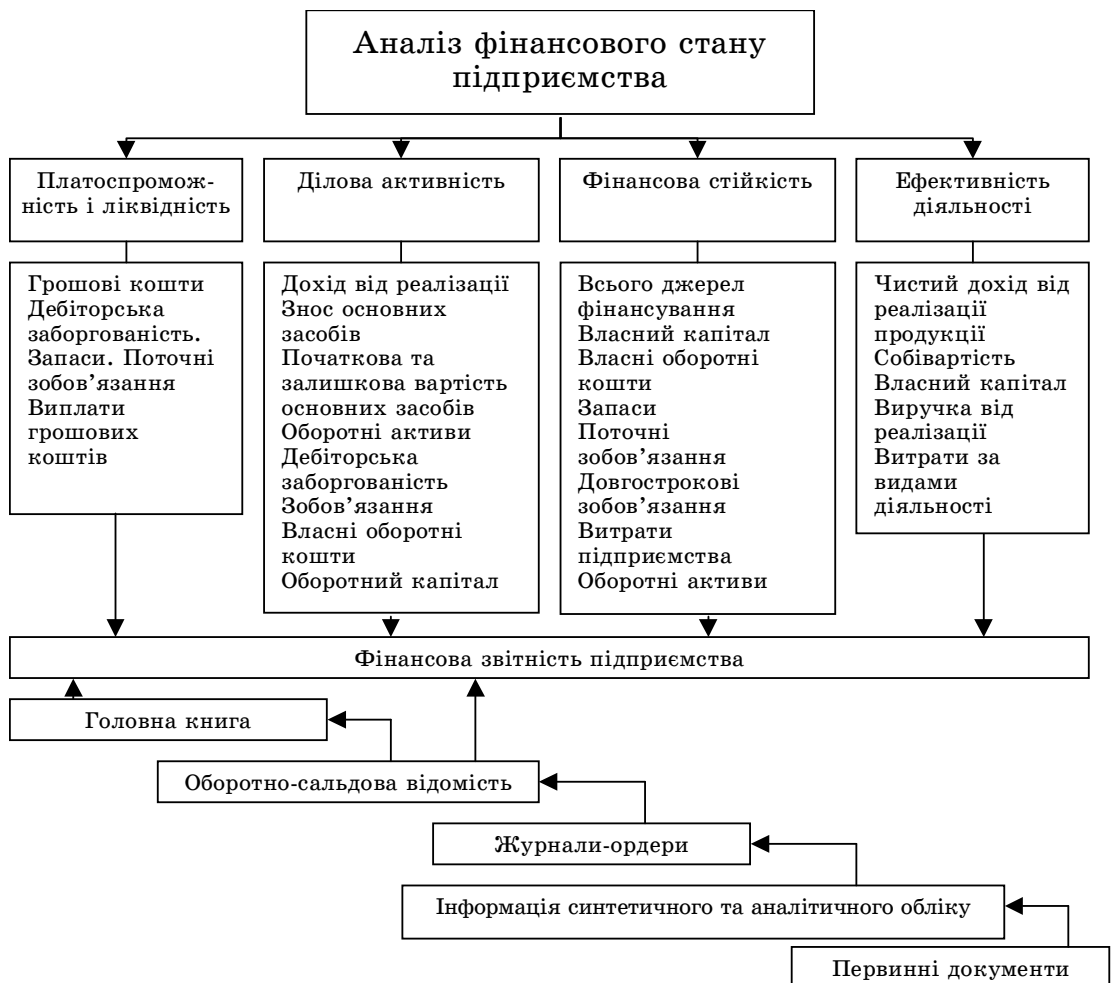 Аналіз фінансового стану
підприємства
Платоспромож-
ність і ліквідність
Ділова активність
Фінансова стійкість
Ефективність
діяльності
Грошові кошти
Дебіторська
заборгованість.
Запаси. Поточні
зобов’язання
Виплати
грошових
коштів
Дохід від реалізації
Знос основних
засобів
Початкова та
залишкова вартість
основних засобів
Оборотні активи
Дебіторська
заборгованість
Зобов’язання
Власні оборотні
кошти
Оборотний капітал
Всього джерел
фінансування
Власний капітал
Власні оборотні
кошти
Запаси
Поточні
зобов’язання
Довгострокові
зобов’язання
Витрати
підприємства
Оборотні активи
Чистий дохід від
реалізації
продукції
Собівартість
Власний капітал
Виручка від
реалізації
Витрати за
видами
діяльності
Фінансова звітність підприємства
Головна книга
Оборотно-сальдова відомість
Журнали-ордери
Інформація синтетичного та аналітичного обліку
Первинні документи